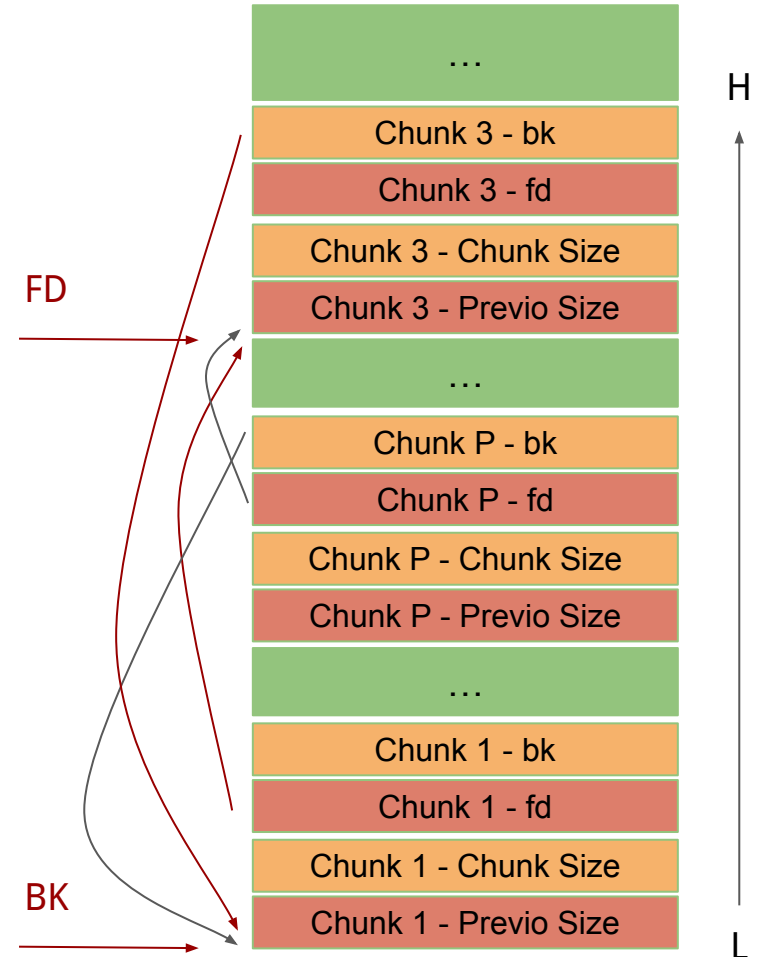 ...
H
Chunk 3 - bk
Chunk 3 - fd
Chunk 3 - Chunk Size
FD
Chunk 3 - Previo Size
...
Chunk P - bk
Chunk P - fd
Chunk P - Chunk Size
Chunk P - Previo Size
...
Chunk 1 - bk
Chunk 1 - fd
Chunk 1 - Chunk Size
BK
Chunk 1 - Previo Size
L